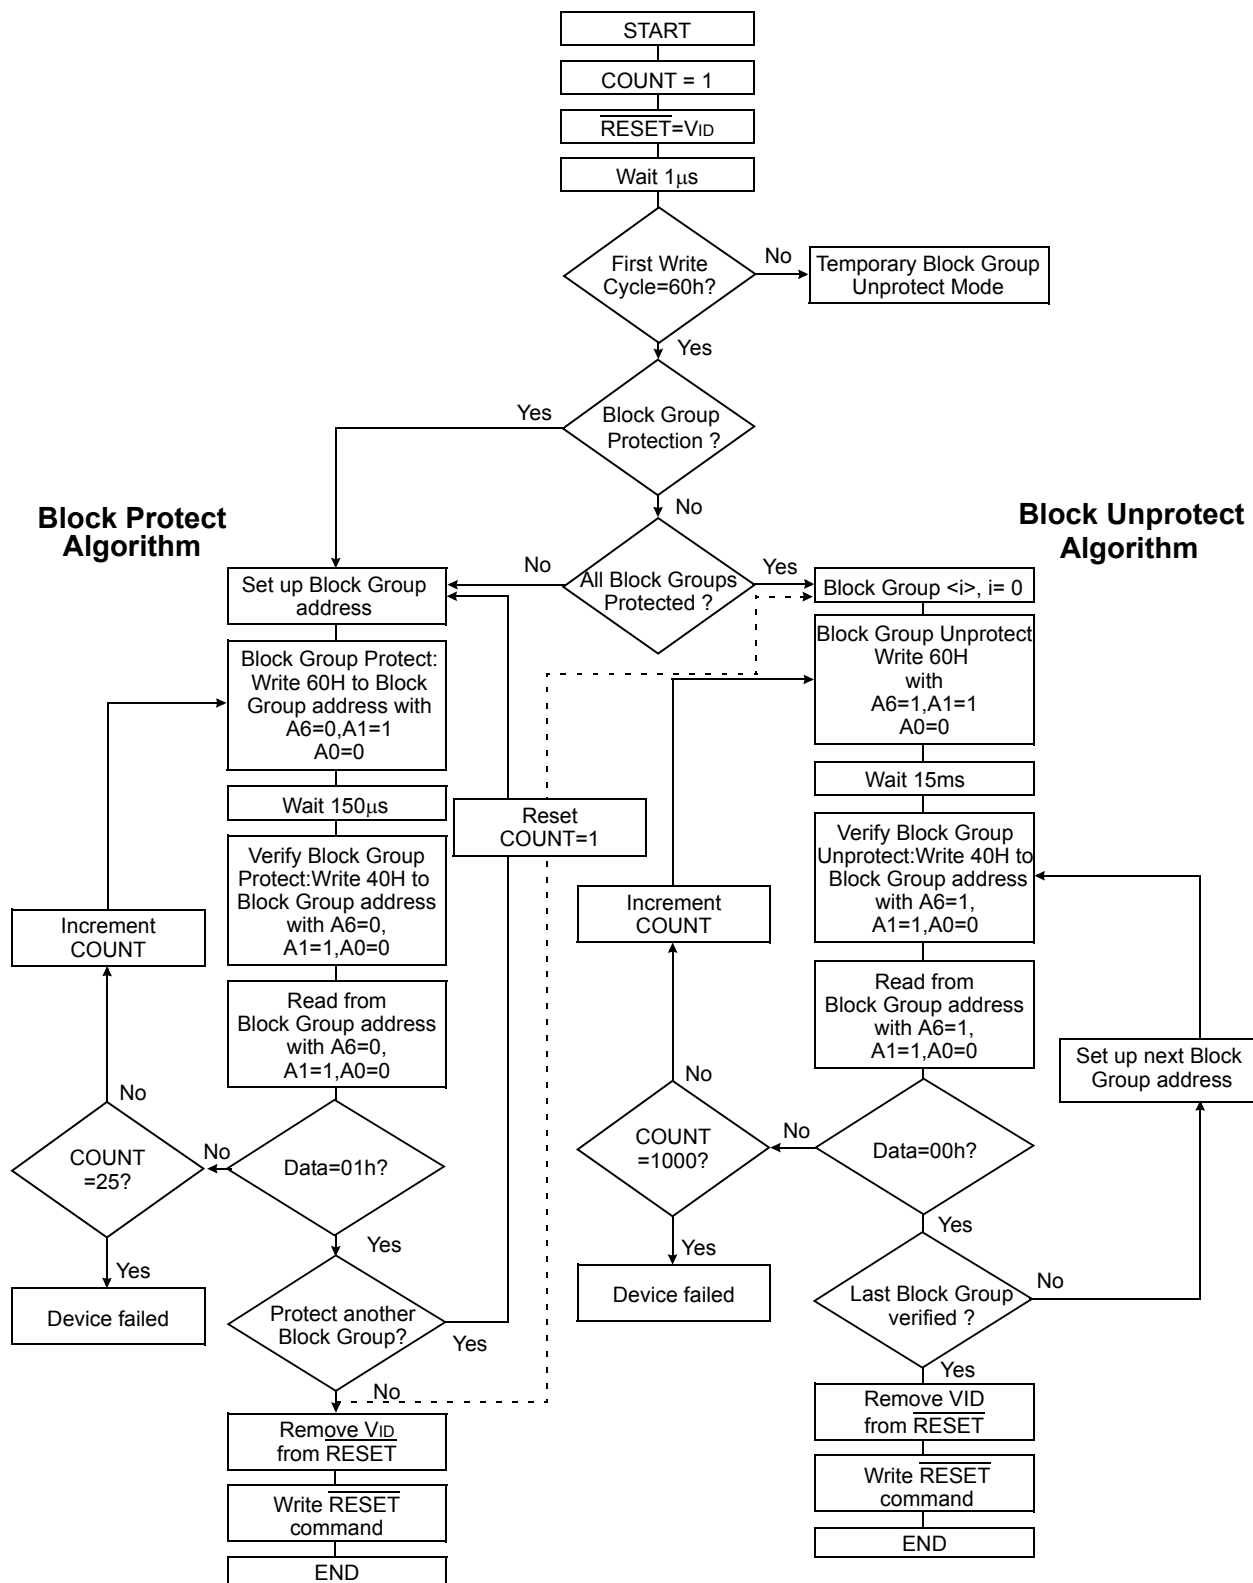 START
COUNT = 1
RESET=VID
Wait 1μs
First Write
Cycle=60h?
No
Temporary Block Group
Unprotect Mode
Yes
Yes
Block Group
Protection ?
No
Block Protect
Algorithm
Block Unprotect
Algorithm
No
All Block Groups
Protected ?
Yes
Set up Block Group
address
Block Group Protect:
Write 60H to Block
Group address with
A6=0,A1=1
A0=0
Wait 150μs
Reset
COUNT=1
Verify Block Group
Protect:Write 40H to
Block Group address
with A6=0,
A1=1,A0=0
Increment
COUNT
Read from
Block Group address
with A6=0,
A1=1,A0=0
No
COUNT
=25?
No
Data=01h?
Yes
Yes
Device failed
Protect another
Block Group?
Yes
No
Remove VID
from RESET
Write RESET
command
END
Block Group <i>, i= 0
Block Group Unprotect
Write 60H
with
A6=1,A1=1
A0=0
Wait 15ms
Verify Block Group
Unprotect:Write 40H to
Block Group address
with A6=1,
A1=1,A0=0
Increment
COUNT
Read from
Block Group address
with A6=1,
A1=1,A0=0
Set up next Block
Group address
No
COUNT
=1000?
No
Data=00h?
Yes
Yes
Device failed
Last Block Group
verified ?
No
Yes
Remove VID
from RESET
Write RESET
command
END